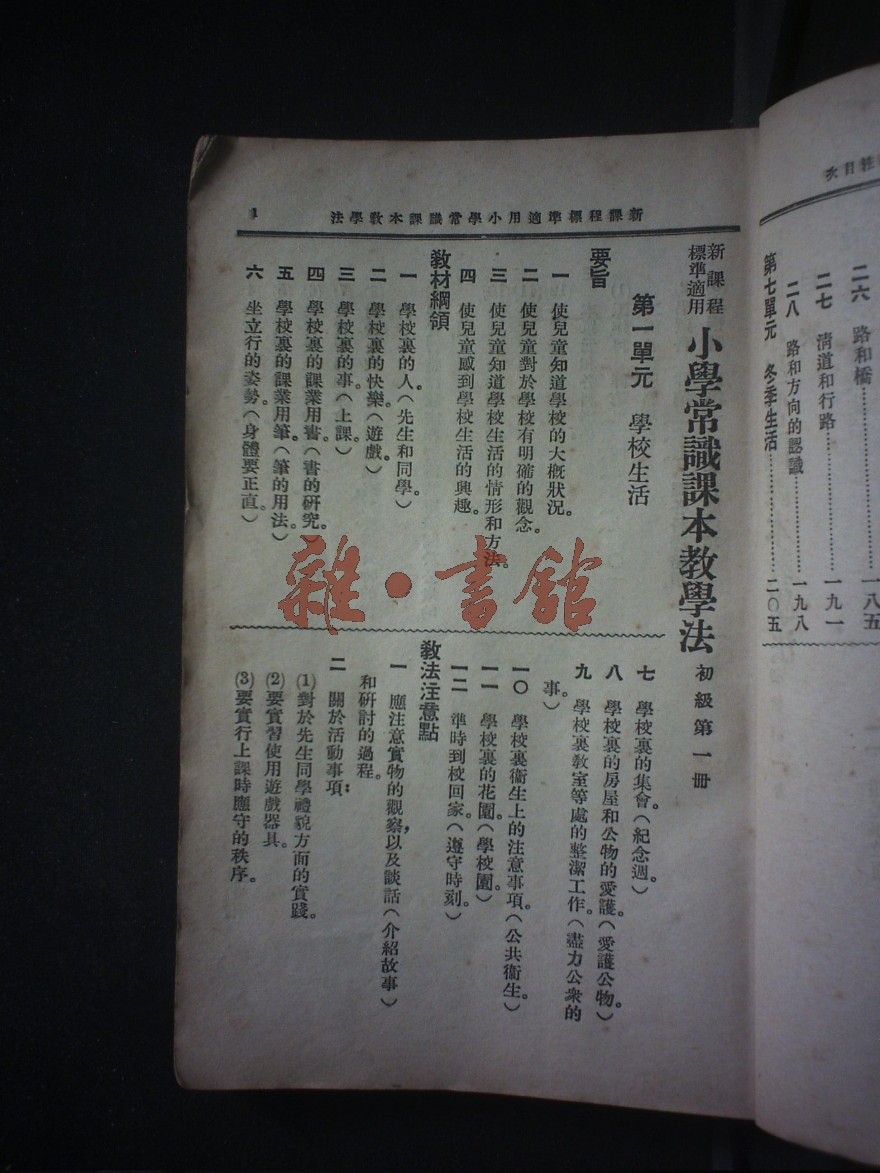 新課程標準適用小學常識課本教學法
1
新課程
標準適用
小學常識課本教學法
初級第一冊
第一單元 學校生活
要旨
一 使兒童知道學校的大概狀況。
二 使兒童對於學校有明確的觀念。
三 使兒童知道學校生活的情形和方法。
四 使兒童感到學校生活的興趣。
教材綱領
一 學校裏的人。(先生和同學。)
二 學校裏的快樂。(遊戲。)
三 學校裏的事。(上課。)
四 學校裏的課業用書。(書的研究。)
五 學校裏的課業用筆。(筆的用法。)
六 坐立行的姿勢。(身體要正直。)
七 學校裏的集會。(紀念週。)
八 學校裏的房屋和公物的愛護。(愛護公物。)
九 學校裏教室等處的整潔工作。(盡力公衆的
事。)
一〇 學校裏衞生上的注意事項。(公共衞生。)
一一 學校裏的花園。(學校園。)
一二 準時到校回家。(遵守時刻。)
教法注意點
一 應注意實物的觀察,以及談話(介紹故事)
和研討的過程。
二 關於活動事項:
(1)對於先生同學禮貌方面的實踐。
(2)要實習使用遊戲器具。
(3)要實行上課時應守的秩序。
目次
二六 路和橋………一八五
二七 清道和行路………一九一
二八 路和方向的認識………一九八
第七單元 冬季生活………二〇五
雜·書館